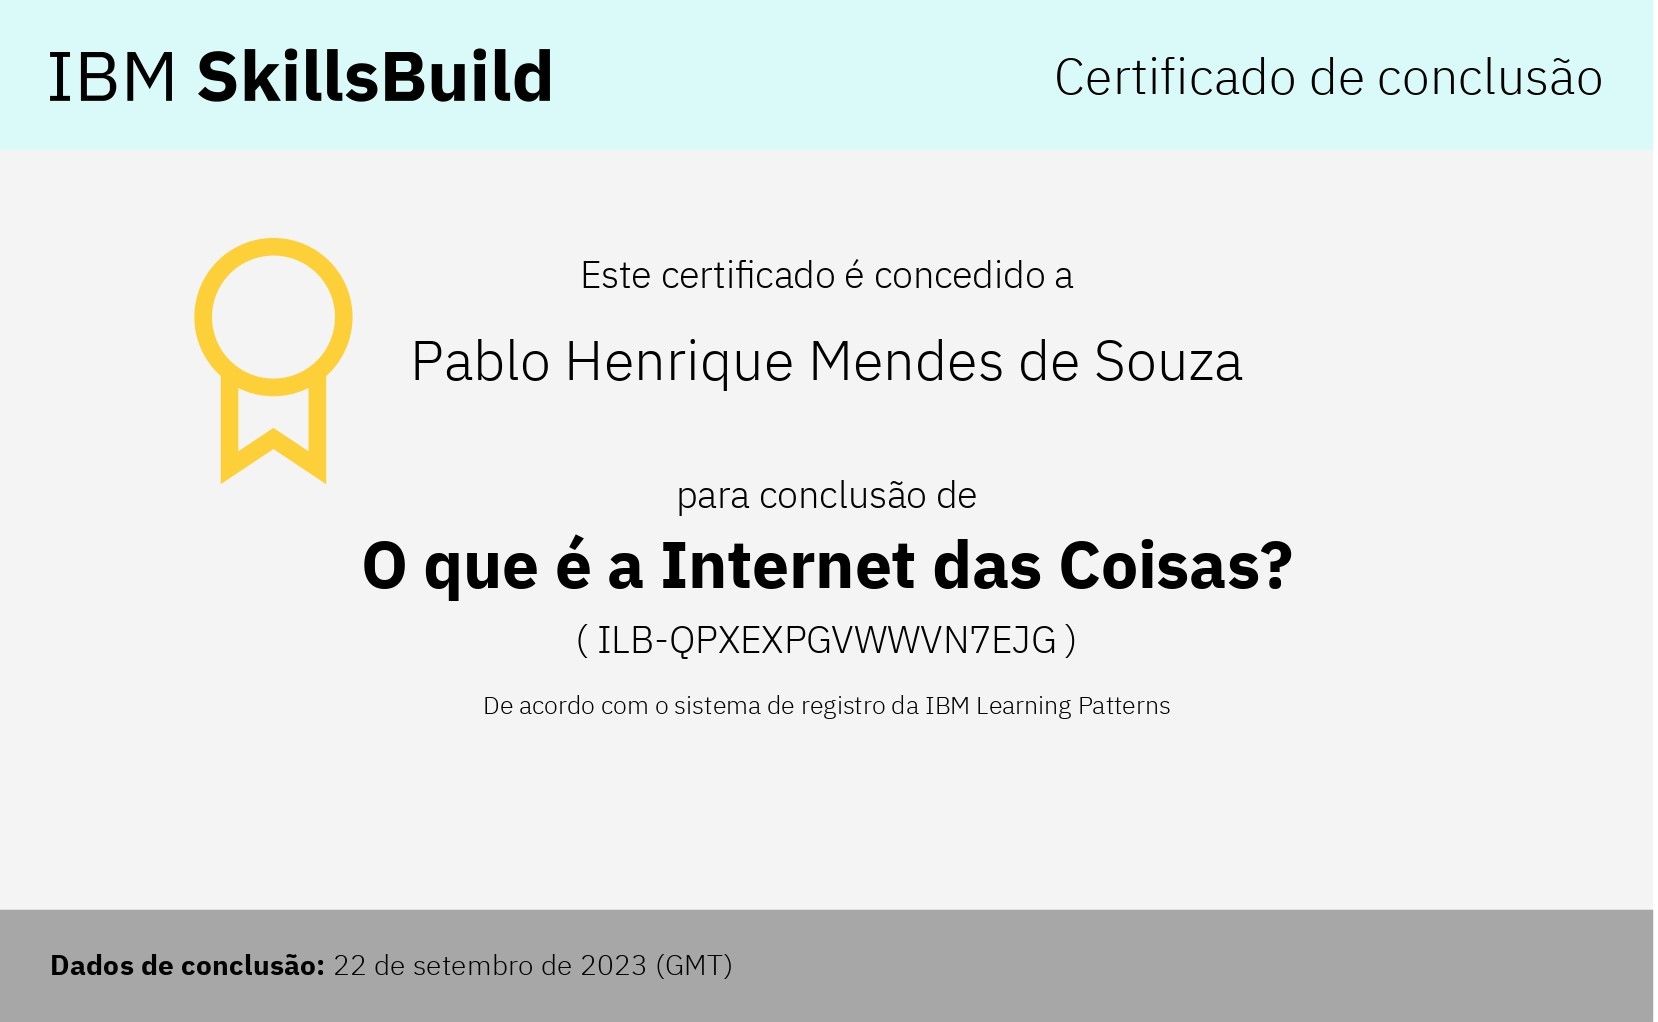 IBM SkillsBuild
Certificado de conclusão
Este certificado é concedido a
Pablo Henrique Mendes de Souza
para conclusão de
O que é a Internet das Coisas?
( ILB-QPXEXPGVWWVN7EJG )
De acordo com o sistema de registro da IBM Learning Patterns
Dados de conclusão: 22 de setembro de 2023 (GMT)